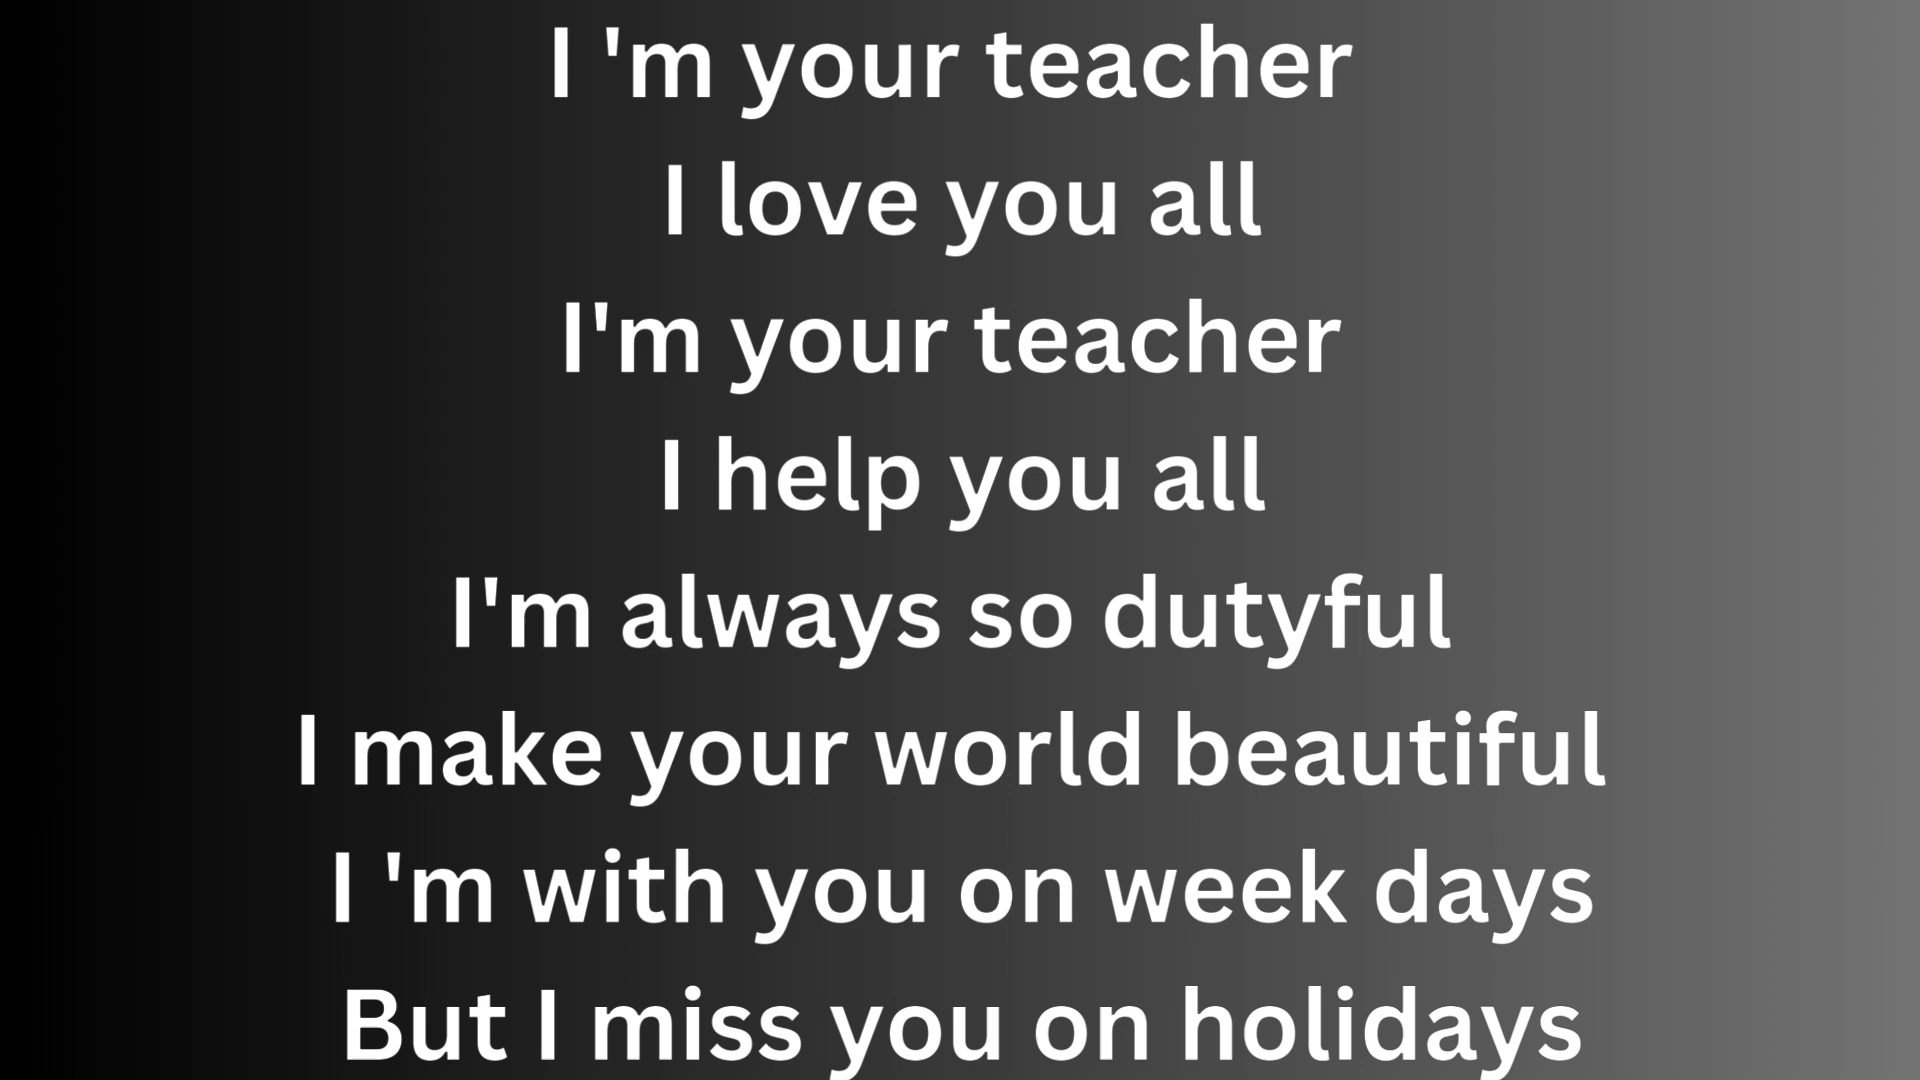 I 'm your teacher
I love you all
I'm your teacher
I help you all
I'm always so dutyful
I make your world beautiful
I 'm with you on week days
But I miss you on holidays